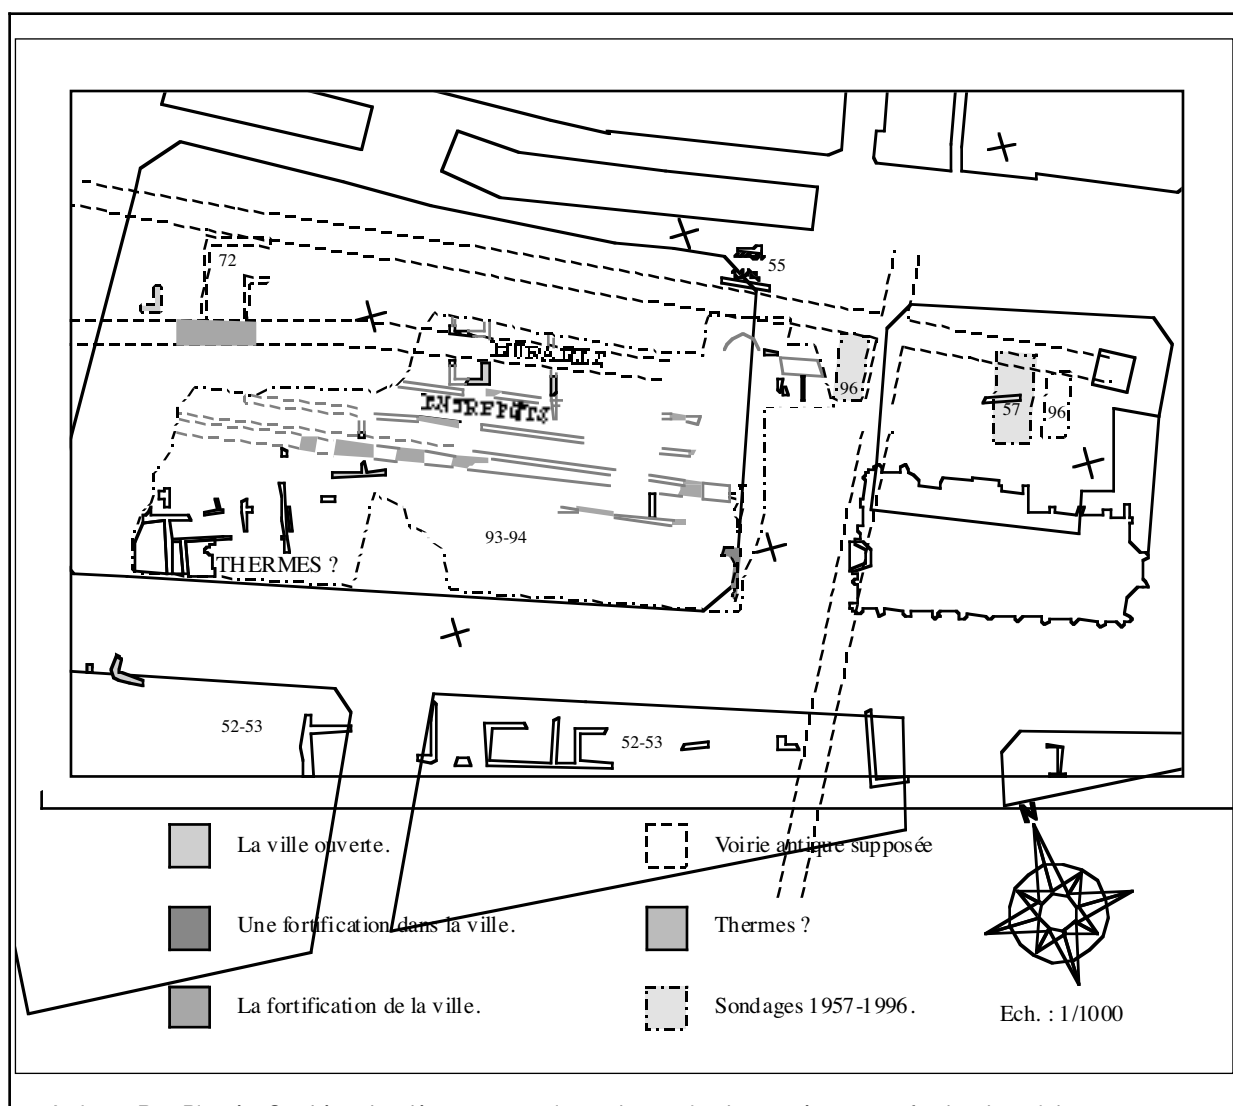 72
55
96
57
96
ENTREPOTS
93-94
THERMES ?
52-53
52-53
La ville ouverte.
Une fortification dans la ville.
La fortification de la ville.
Voirie antique supposée
Thermes ?
Sondages 1957-1996.
N
Ech. : 1/1000